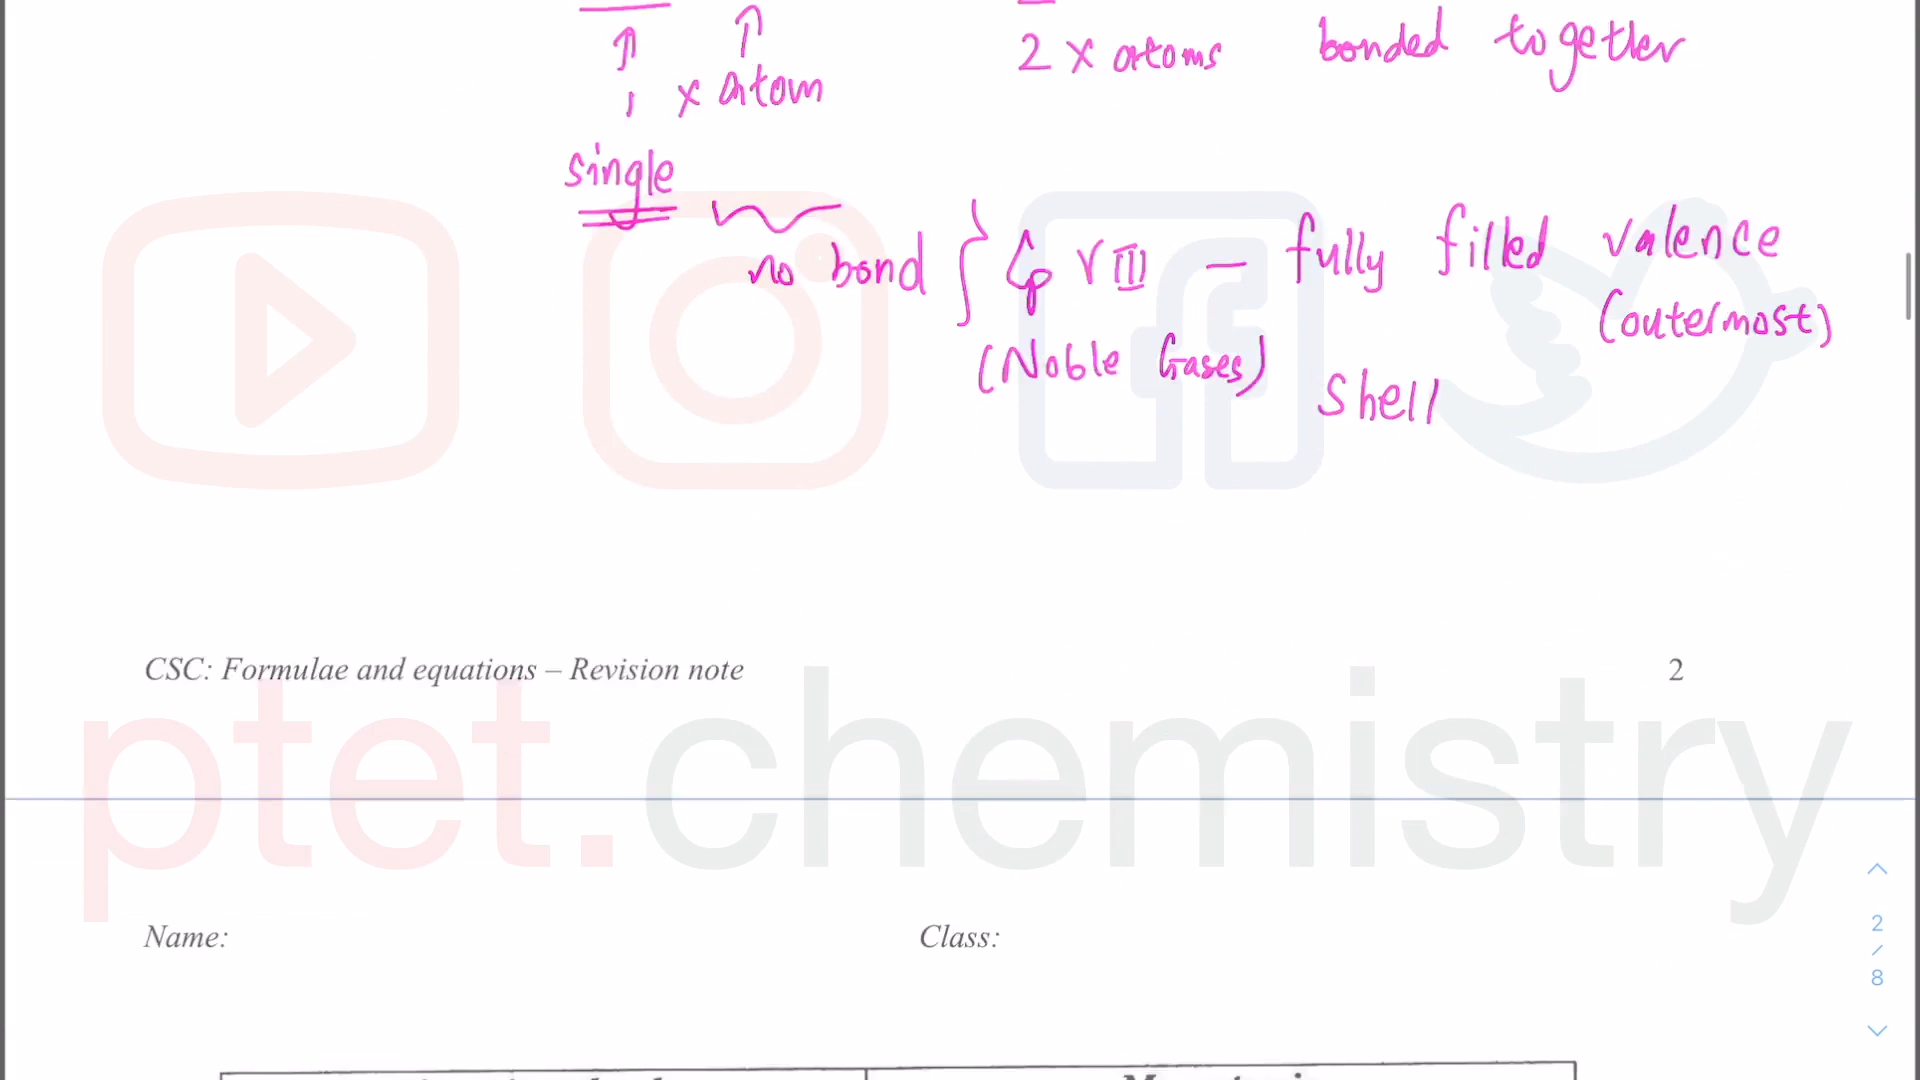 2 x atoms bonded together
1 x atom
single
no bond } Gp VIII - fully filled valence
(outermost)
(Noble Gases) shell
CSC: Formulae and equations – Revision note 2
ptet.chemistry
Name: Class:
2
/
8